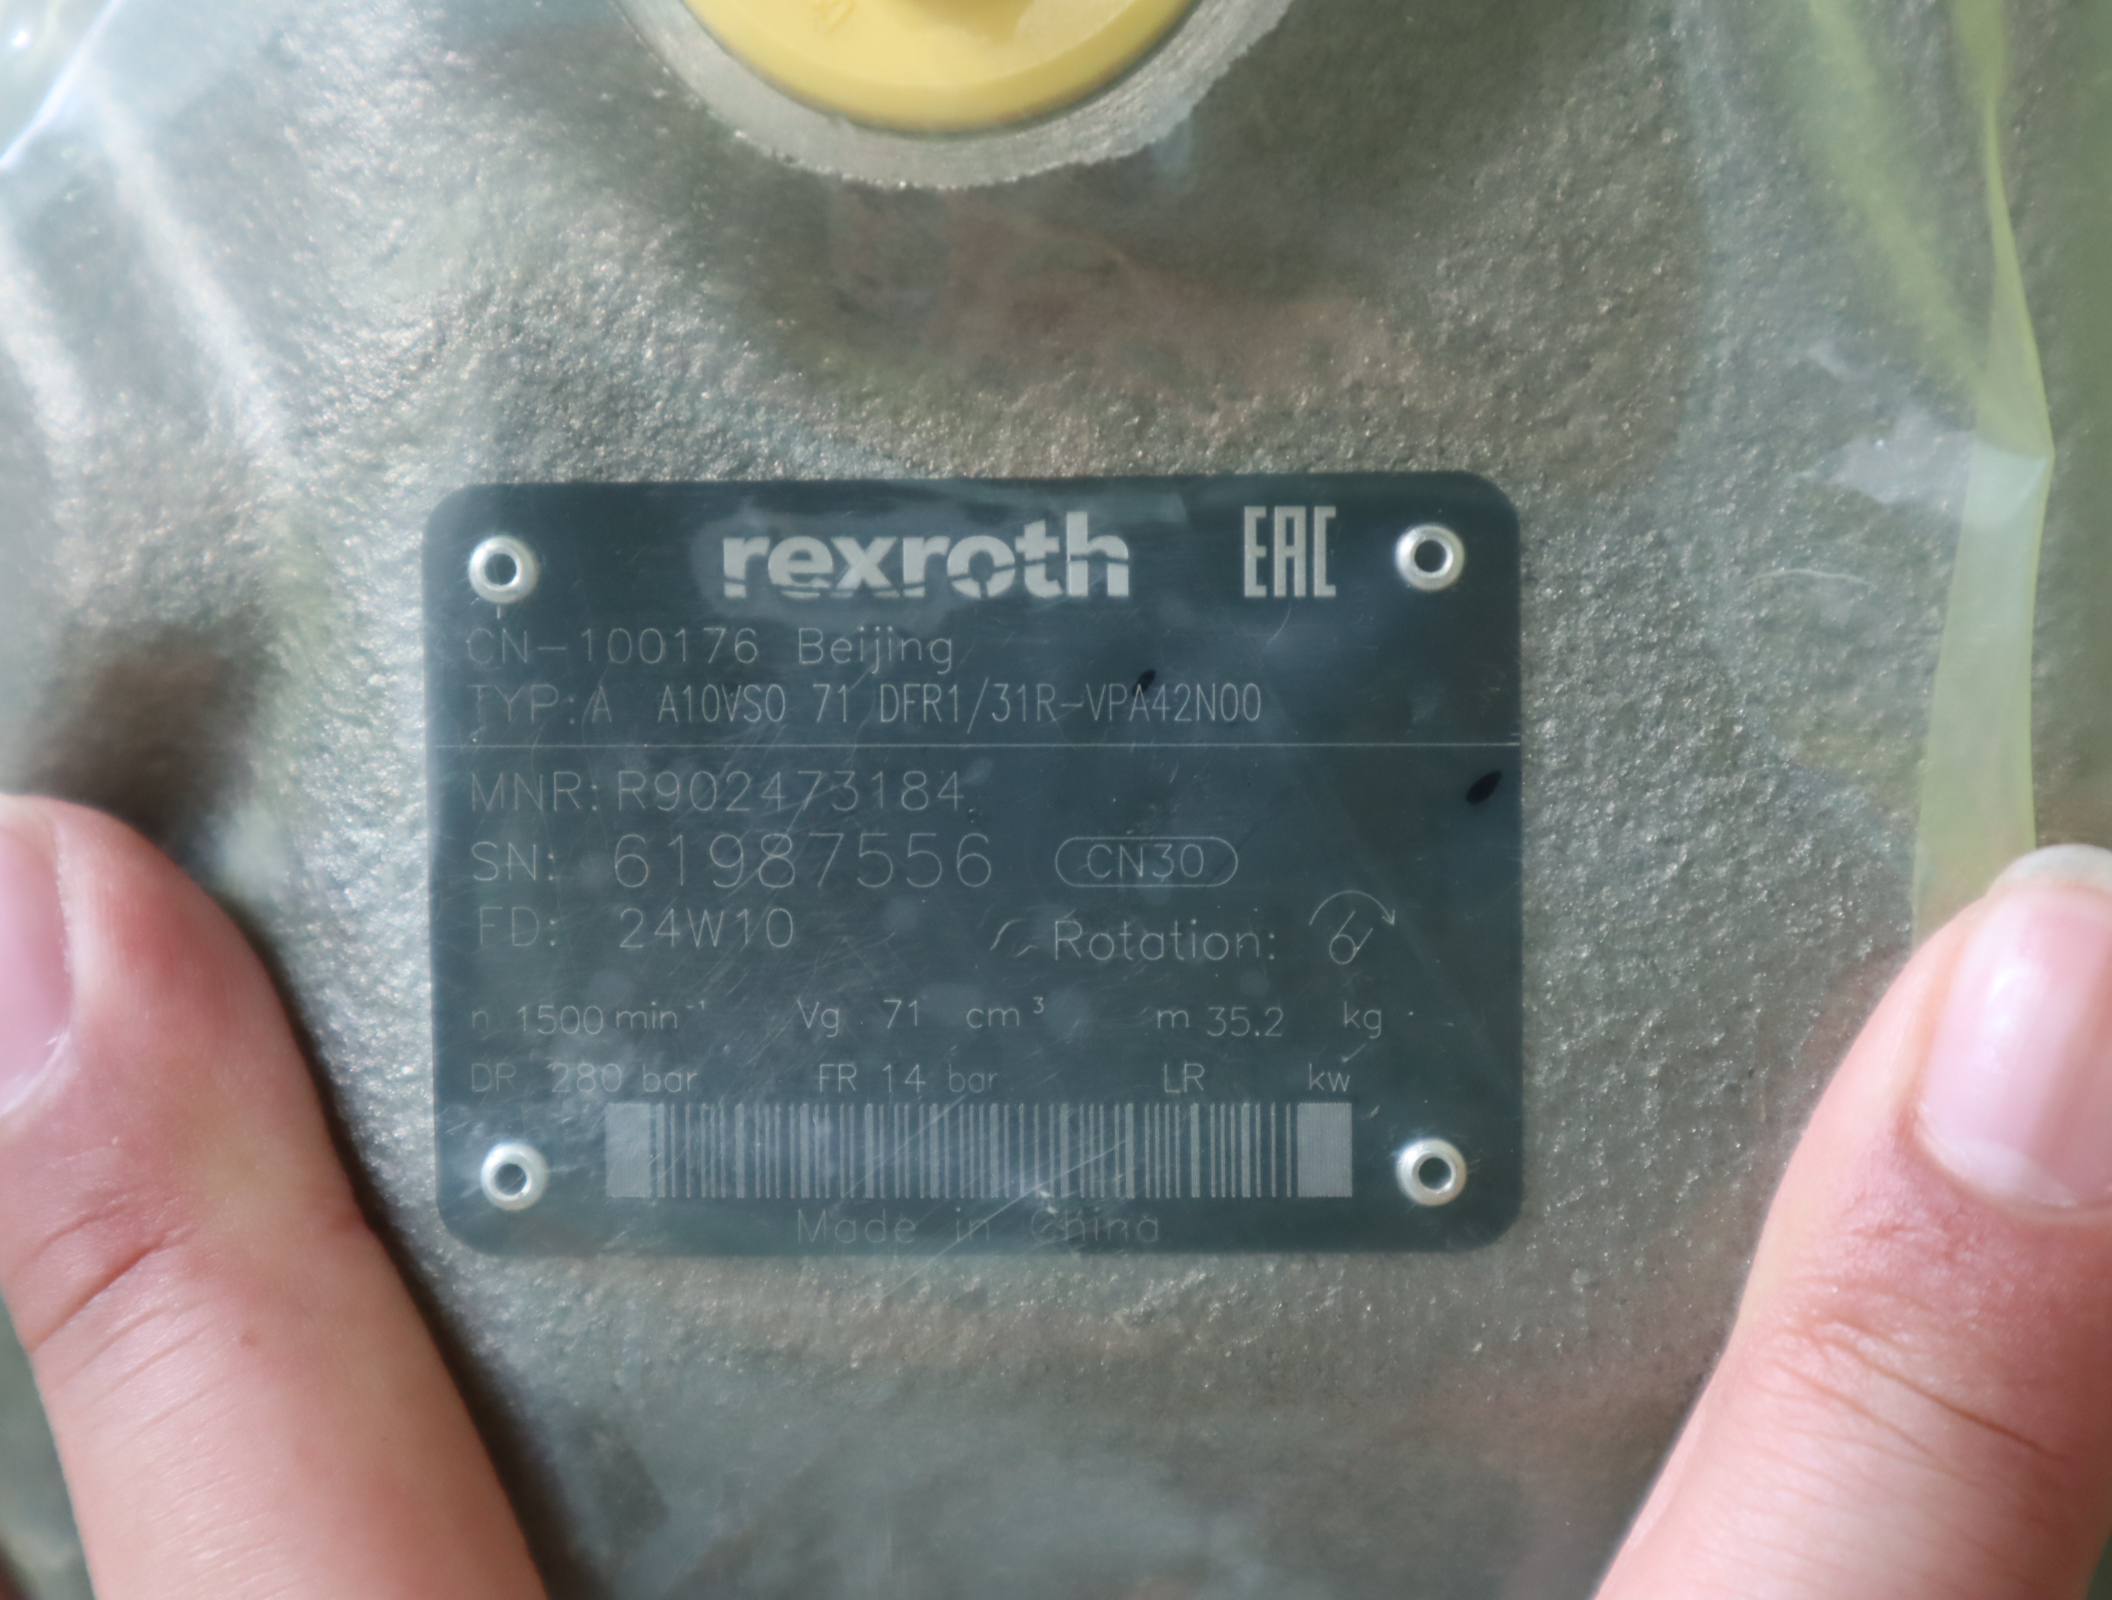 rexroth EAC
CN-100176 Beijing
TYP: A A10VSO 71 DFR1/31R-VPA42N00
MNR: R902473184
SN: 61987556 CN30
FD: 24W10 Rotation:
n 1500 min⁻¹ Vg 71 cm³ m 35.2 kg
DR 280 bar FR 14 bar LR kw
Made in China